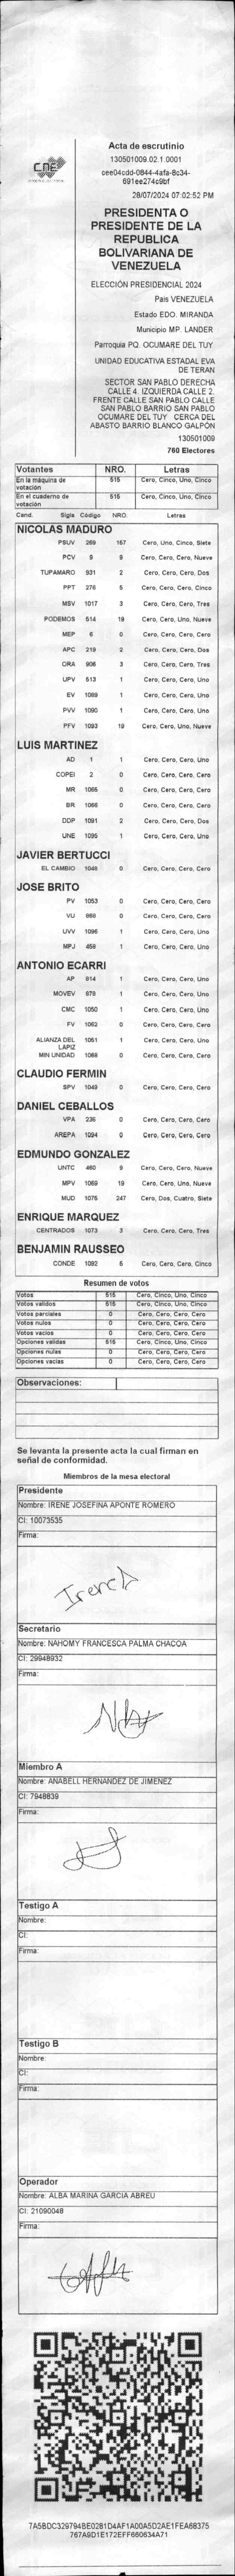 CNE
Acta de escrutinio
130501009.02.1.0001
cee04cdd-0844-4afa-8c34-
691ee274c9bf
28/07/2024 07:02:52 PM
PRESIDENTA O
PRESIDENTE DE LA
REPUBLICA
BOLIVARIANA DE
VENEZUELA
ELECCIÓN PRESIDENCIAL 2024
Pais VENEZUELA
Estado EDO. MIRANDA
Municipio MP. LANDER
Parroquia PQ. OCUMARE DEL TUY
UNIDAD EDUCATIVA ESTADAL EVA
DE TERAN
SECTOR SAN PABLO DERECHA
CALLE 4. IZQUIERDA CALLE 2.
FRENTE CALLE SAN PABLO CALLE
SAN PABLO BARRIO SAN PABLO
OCUMARE DEL TUY CERCA DEL
ABASTO BARRIO BLANCO GALPÓN
130501009
760 Electores
Votantes NRO. Letras
En la máquina de votación 515 Cero, Cinco, Uno, Cinco
En el cuaderno de votación 515 Cero, Cinco, Uno, Cinco
Cand. Sigla Código NRO. Letras
NICOLAS MADURO
PSUV 269 157 Cero, Uno, Cinco, Siete
PCV 9 9 Cero, Cero, Cero, Nueve
TUPAMARO 931 2 Cero, Cero, Cero, Dos
PPT 276 5 Cero, Cero, Cero, Cinco
MSV 1017 3 Cero, Cero, Cero, Tres
PODEMOS 514 19 Cero, Cero, Uno, Nueve
MEP 6 0 Cero, Cero, Cero, Cero
APC 219 2 Cero, Cero, Cero, Dos
ORA 906 3 Cero, Cero, Cero, Tres
UPV 513 1 Cero, Cero, Cero, Uno
EV 1089 1 Cero, Cero, Cero, Uno
PVV 1090 1 Cero, Cero, Cero, Uno
PFV 1093 19 Cero, Cero, Uno, Nueve
LUIS MARTINEZ
AD 1 1 Cero, Cero, Cero, Uno
COPEI 2 0 Cero, Cero, Cero, Cero
MR 1065 0 Cero, Cero, Cero, Cero
BR 1066 0 Cero, Cero, Cero, Cero
DDP 1091 2 Cero, Cero, Cero, Dos
UNE 1095 1 Cero, Cero, Cero, Uno
JAVIER BERTUCCI
EL CAMBIO 1048 0 Cero, Cero, Cero, Cero
JOSE BRITO
PV 1053 0 Cero, Cero, Cero, Cero
VU 868 0 Cero, Cero, Cero, Cero
UVV 1096 1 Cero, Cero, Cero, Uno
MPJ 458 1 Cero, Cero, Cero, Uno
ANTONIO ECARRI
AP 814 1 Cero, Cero, Cero, Uno
MOVEV 878 1 Cero, Cero, Cero, Uno
CMC 1050 1 Cero, Cero, Cero, Uno
FV 1062 0 Cero, Cero, Cero, Cero
ALIANZA DEL LAPIZ 1061 1 Cero, Cero, Cero, Uno
MIN UNIDAD 1068 0 Cero, Cero, Cero, Cero
CLAUDIO FERMIN
SPV 1049 0 Cero, Cero, Cero, Cero
DANIEL CEBALLOS
VPA 236 0 Cero, Cero, Cero, Cero
AREPA 1094 0 Cero, Cero, Cero, Cero
EDMUNDO GONZALEZ
UNTC 460 9 Cero, Cero, Cero, Nueve
MPV 1069 19 Cero, Cero, Uno, Nueve
MUD 1075 247 Cero, Dos, Cuatro, Siete
ENRIQUE MARQUEZ
CENTRADOS 1073 3 Cero, Cero, Cero, Tres
BENJAMIN RAUSSEO
CONDE 1092 5 Cero, Cero, Cero, Cinco
Resumen de votos
Votos 515 Cero, Cinco, Uno, Cinco
Votos validos 515 Cero, Cinco, Uno, Cinco
Votos parciales 0 Cero, Cero, Cero, Cero
Votos nulos 0 Cero, Cero, Cero, Cero
Votos vacios 0 Cero, Cero, Cero, Cero
Opciones validas 515 Cero, Cinco, Uno, Cinco
Opciones nulas 0 Cero, Cero, Cero, Cero
Opciones vacias 0 Cero, Cero, Cero, Cero
Observaciones:
Se levanta la presente acta la cual firman en
señal de conformidad.
Miembros de la mesa electoral
Presidente
Nombre: IRENE JOSEFINA APONTE ROMERO
CI: 10073535
Firma:
Secretario
Nombre: NAHOMY FRANCESCA PALMA CHACOA
CI: 29948932
Firma:
Miembro A
Nombre: ANABELL HERNANDEZ DE JIMENEZ
CI: 7948839
Firma:
Testigo A
Nombre:
CI:
Firma:
Testigo B
Nombre:
CI:
Firma:
Operador
Nombre: ALBA MARINA GARCIA ABREU
CI: 21090048
Firma:
7A5BDC329794BE0281D4AF1A00A5D2AE1FEA68375
767A9D1E172EFF660634A71